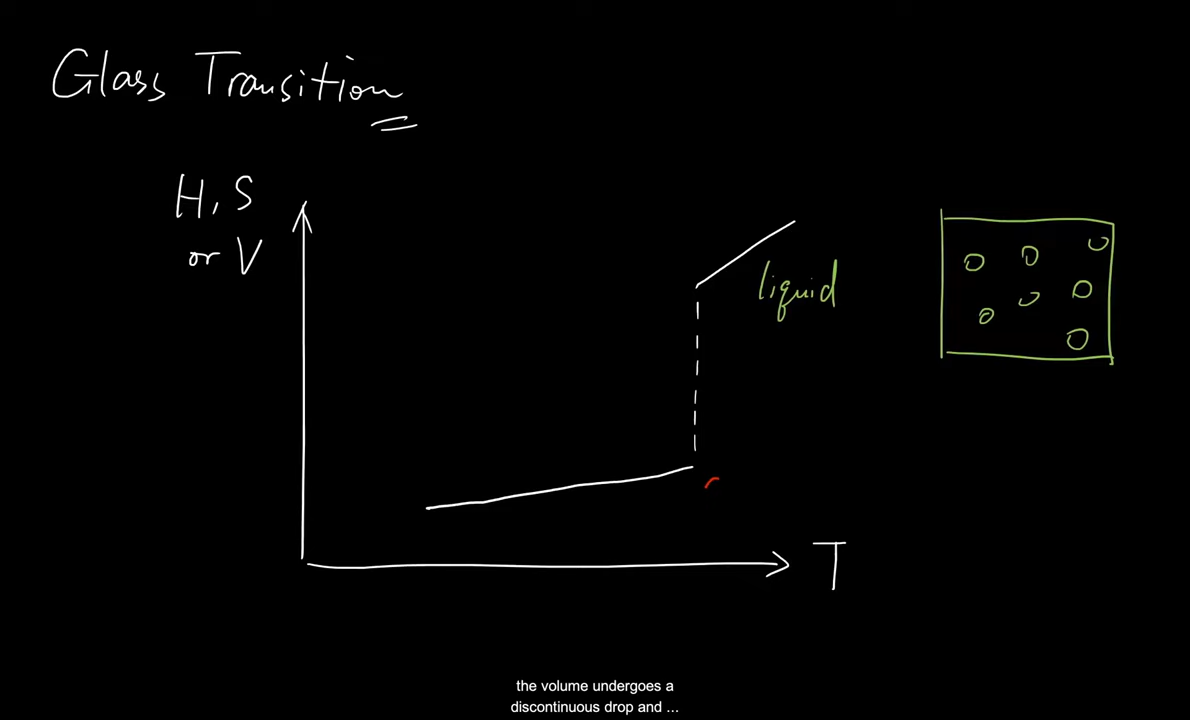 Glass Transition
H, S
or V
liquid
T
the volume undergoes a
discontinuous drop and ...